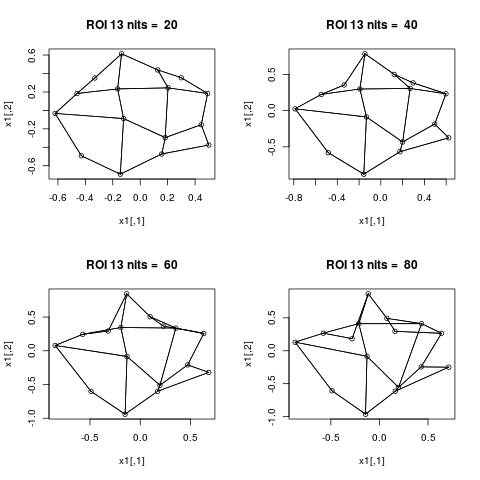 ROI 13 nits = 20
x1[,2]
0.6
0.2
-0.2
-0.6
-0.6 -0.4 -0.2 0.0 0.2 0.4
x1[,1]
ROI 13 nits = 40
x1[,2]
0.5
0.0
-0.5
-0.8 -0.4 0.0 0.4
x1[,1]
ROI 13 nits = 60
x1[,2]
0.5
0.0
-0.5
-1.0
-0.5 0.0 0.5
x1[,1]
ROI 13 nits = 80
x1[,2]
0.5
0.0
-0.5
-1.0
-0.5 0.0 0.5
x1[,1]